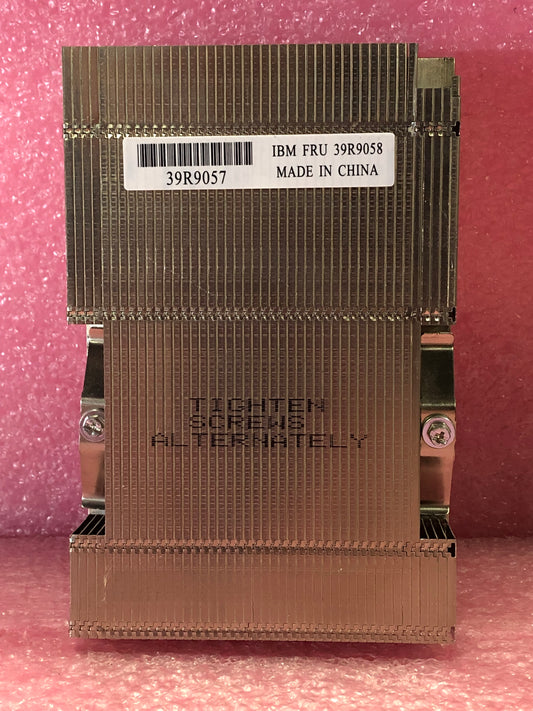 IBM FRU 39R9058
39R9057
MADE IN CHINA
TIGHTEN
SCREWS
ALTERNATELY